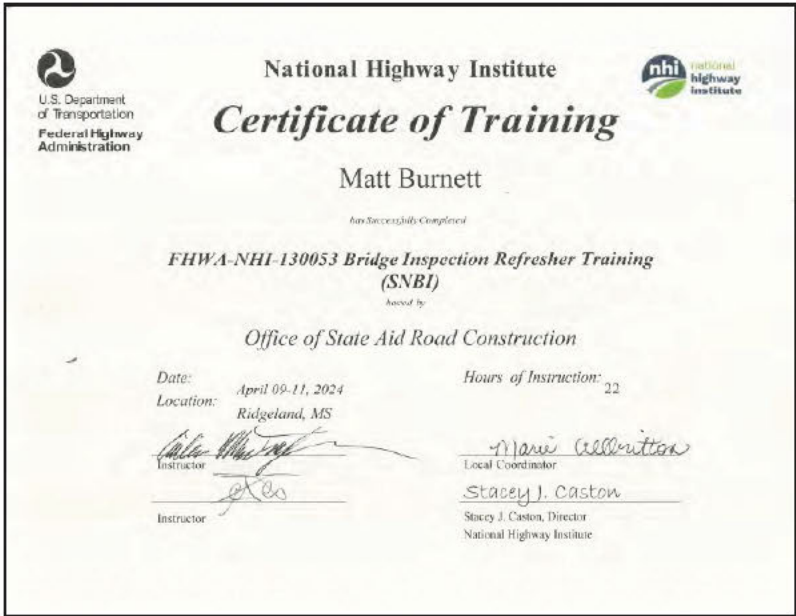 U.S. Department
of Transportation
Federal Highway
Administration
National Highway Institute
nhi national
highway
institute
Certificate of Training
Matt Burnett
has Successfully Completed
FHWA-NHI-130053 Bridge Inspection Refresher Training
(SNBI)
hosted by
Office of State Aid Road Construction
Date: April 09-11, 2024
Location: Ridgeland, MS
Hours of Instruction: 22
Instructor
Marie Allbritton
Local Coordinator
Instructor
Stacey J. Caston
Stacey J. Caston, Director
National Highway Institute